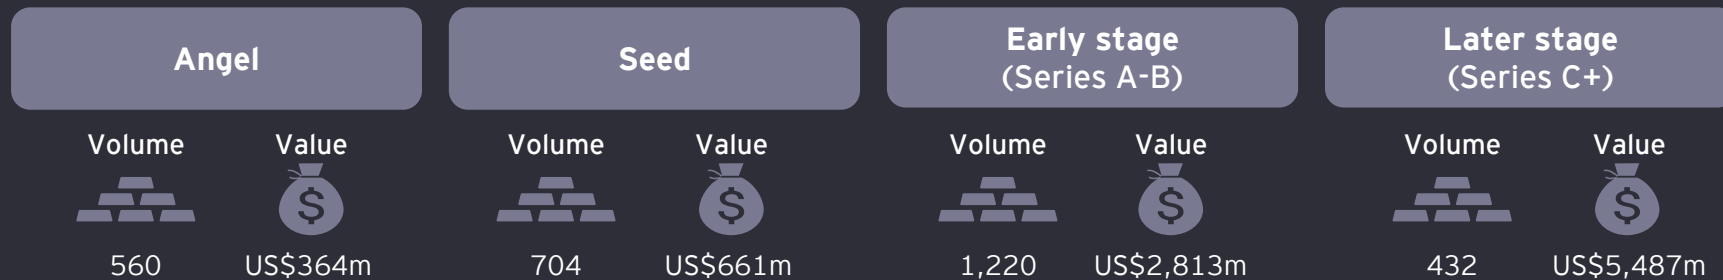 Angel
Seed
Early stage
(Series A-B)
Later stage
(Series C+)
Volume Value Volume Value Volume Value Volume Value
$ $ $ $
560 US$364m 704 US$661m 1,220 US$2,813m 432 US$5,487m